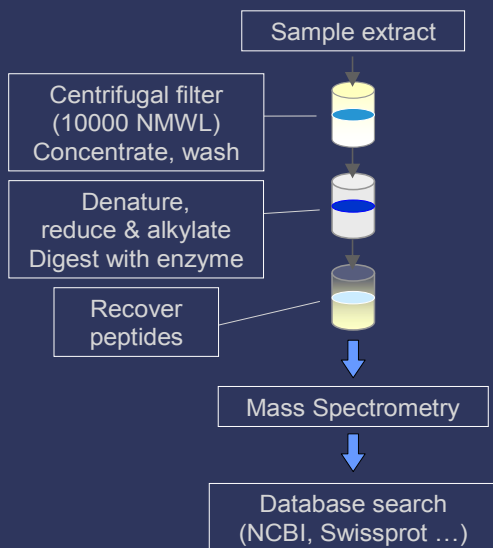 Sample extract
Centrifugal filter
(10000 NMWL)
Concentrate, wash
Denature,
reduce & alkylate
Digest with enzyme
Recover
peptides
Mass Spectrometry
Database search
(NCBI, Swissprot …)